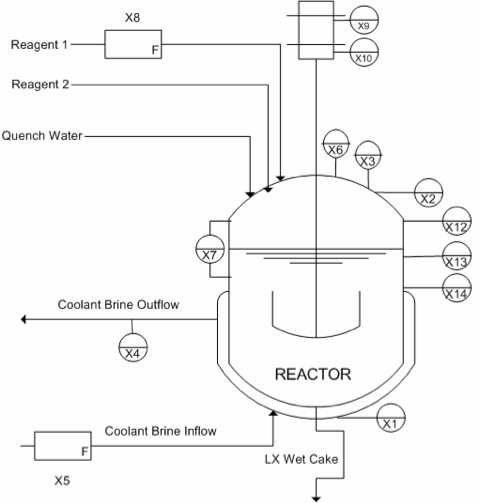 X8
X9
Reagent 1
F
X10
Reagent 2
Quench Water
X6
X3
X2
X12
X7
X13
X14
Coolant Brine Outflow
X4
REACTOR
X1
Coolant Brine Inflow
F
LX Wet Cake
X5